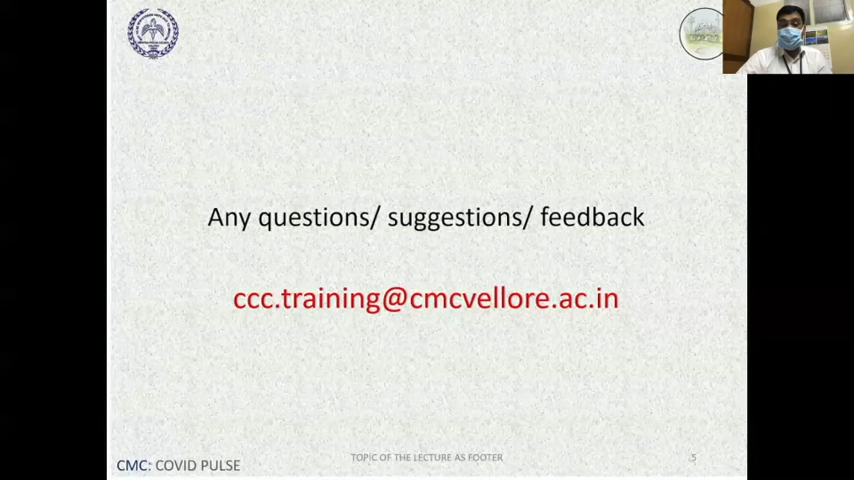 Any questions/ suggestions/ feedback
ccc.training@cmcvellore.ac.in
CMC: COVID PULSE
TOPIC OF THE LECTURE AS FOOTER
5